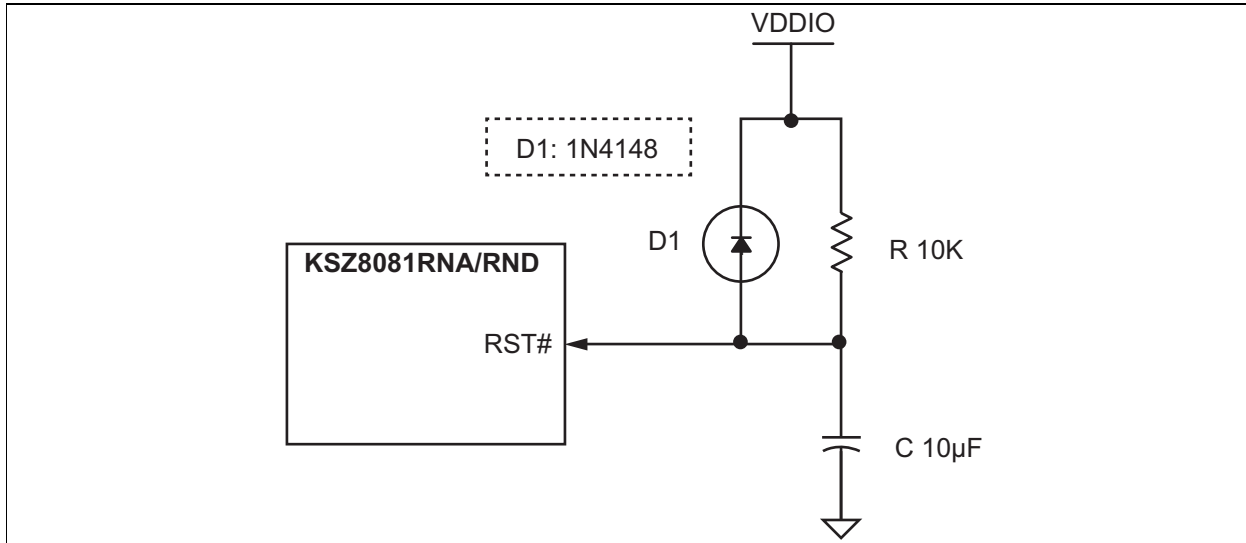 VDDIO
D1: 1N4148
D1
R 10K
KSZ8081RNA/RND
RST#
C 10µF